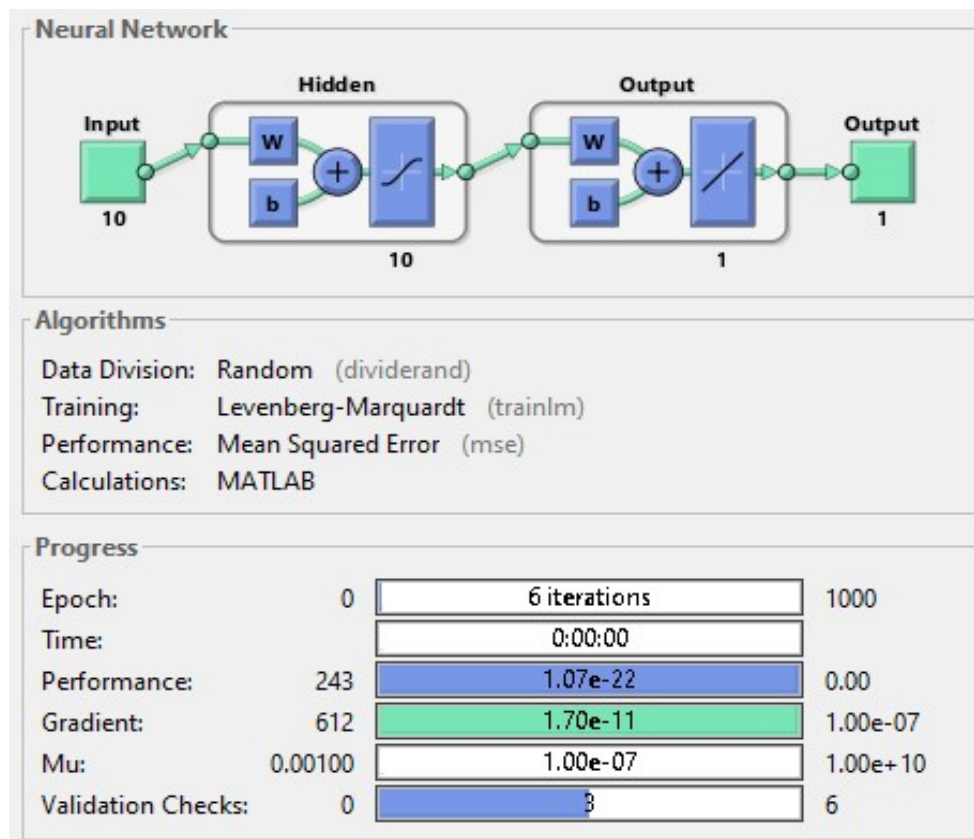 Neural Network
Hidden
Output
Input
Output
W
W
b
b
10
10
1
1
Algorithms
Data Division: Random (dividerand)
Training: Levenberg-Marquardt (trainlm)
Performance: Mean Squared Error (mse)
Calculations: MATLAB
Progress
Epoch: 0 6 iterations 1000
Time: 0:00:00
Performance: 243 1.07e-22 0.00
Gradient: 612 1.70e-11 1.00e-07
Mu: 0.00100 1.00e-07 1.00e+10
Validation Checks: 0 3 6